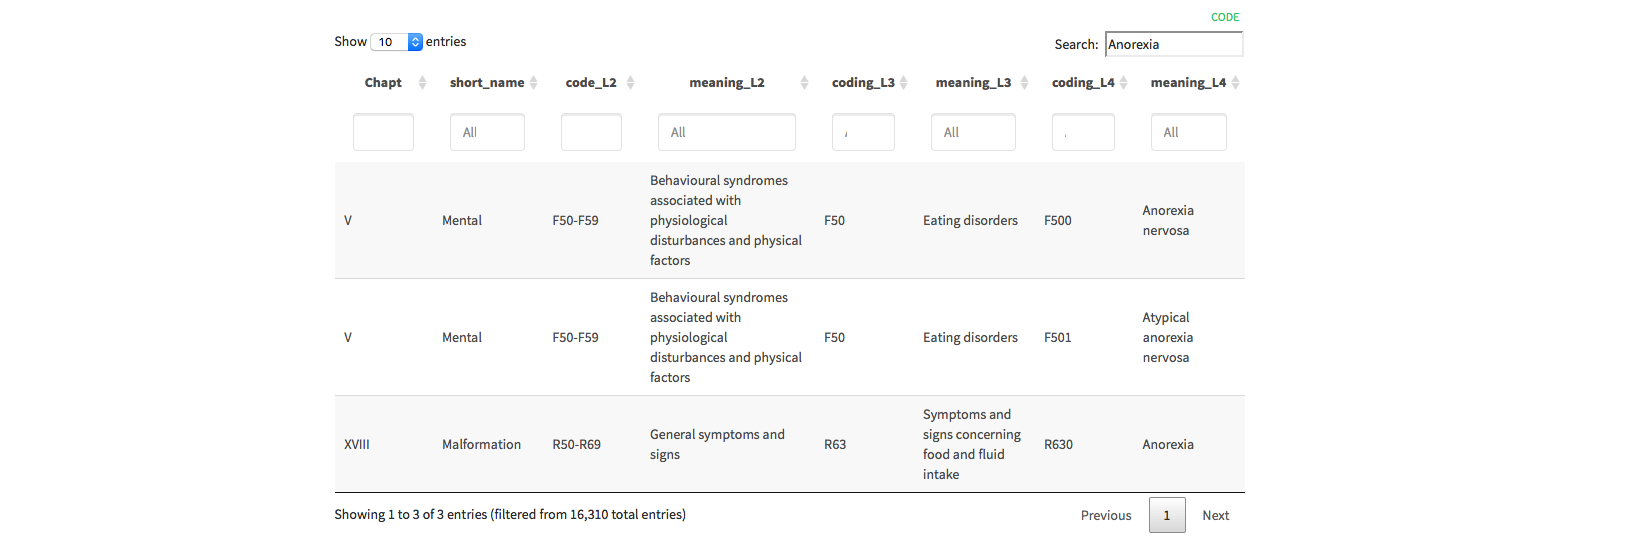 CODE
Show 10 entries
Search: Anorexia
Chapt short_name code_L2 meaning_L2 coding_L3 meaning_L3 coding_L4 meaning_L4
All All All All
V Mental F50-F59 Behavioural syndromes associated with physiological disturbances and physical factors F50 Eating disorders F500 Anorexia nervosa
V Mental F50-F59 Behavioural syndromes associated with physiological disturbances and physical factors F50 Eating disorders F501 Atypical anorexia nervosa
XVIII Malformation R50-R69 General symptoms and signs R63 Symptoms and signs concerning food and fluid intake R630 Anorexia
Showing 1 to 3 of 3 entries (filtered from 16,310 total entries)
Previous 1 Next